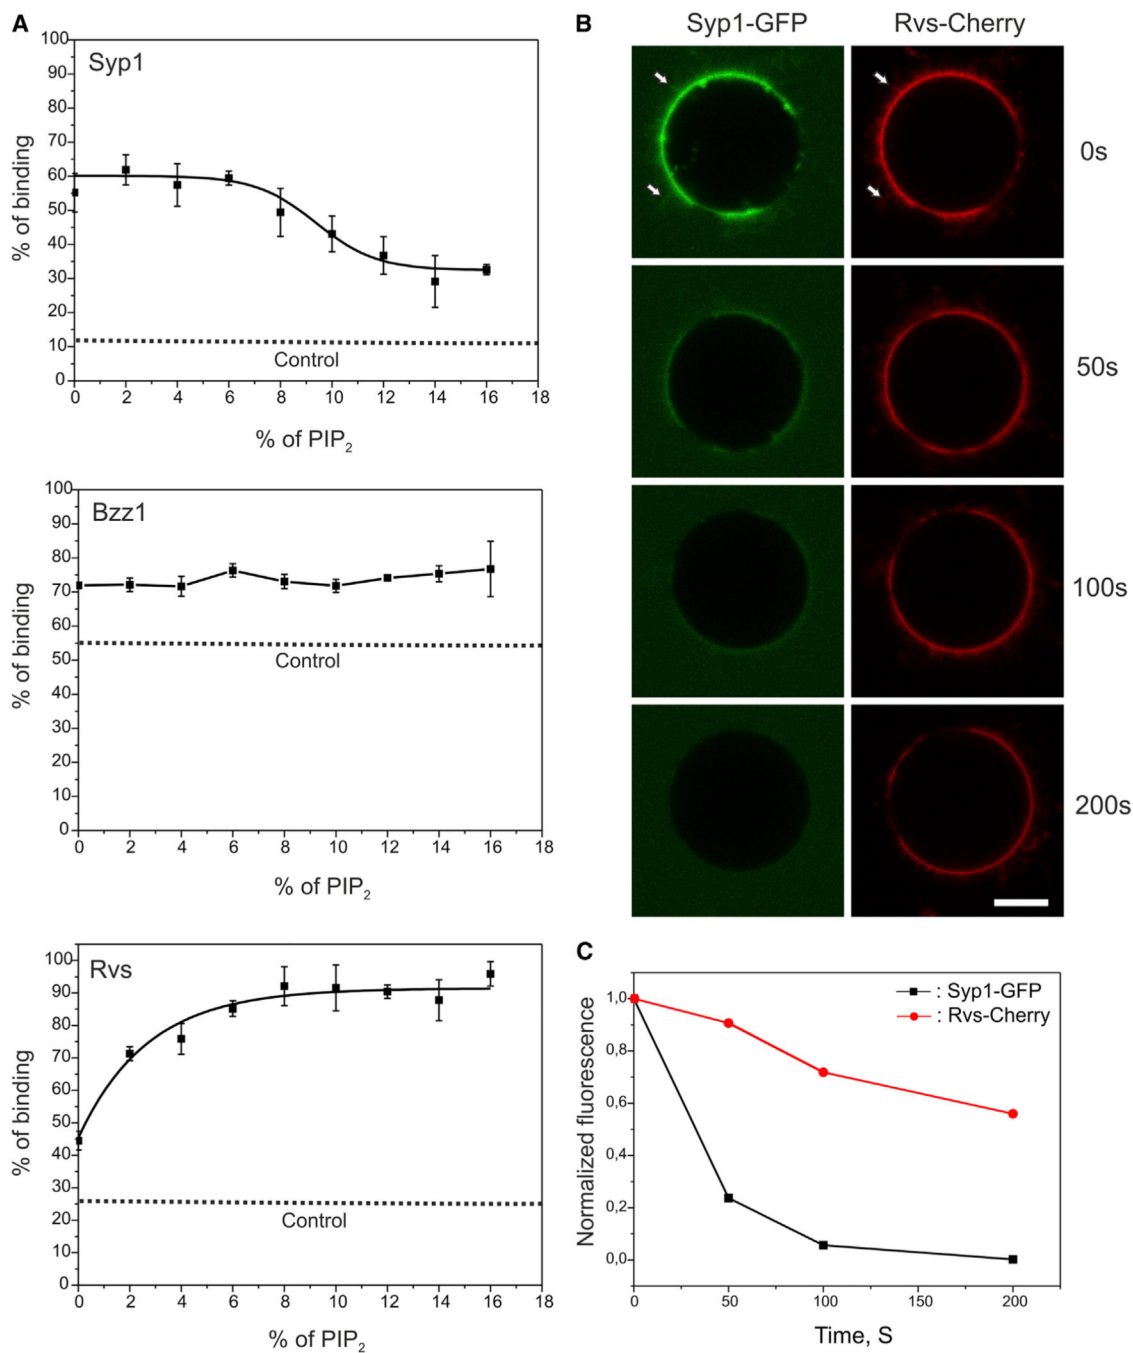 A
Syp1
100
90
80
70
60
50
40
30
20
10
0
% of binding
Control
0 2 4 6 8 10 12 14 16 18
% of PIP2
Bzz1
100
90
80
70
60
50
40
30
20
10
0
% of binding
Control
0 2 4 6 8 10 12 14 16 18
% of PIP2
Rvs
100
90
80
70
60
50
40
30
20
10
0
% of binding
Control
0 2 4 6 8 10 12 14 16 18
% of PIP2
B
Syp1-GFP Rvs-Cherry
0s
50s
100s
200s
C
: Syp1-GFP
: Rvs-Cherry
1,0
0,8
0,6
0,4
0,2
0,0
Normalized fluorescence
0 50 100 150 200
Time, S